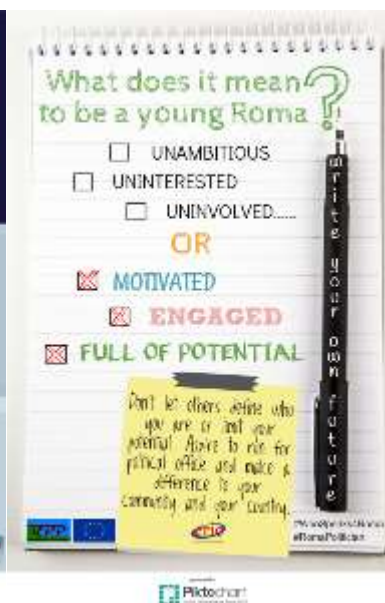 What does it mean
to be a young Roma ?
UNAMBITIOUS
UNINTERESTED
UNINVOLVED.....
OR
MOTIVATED
ENGAGED
FULL OF POTENTIAL
write your own future
Don't let others define who
you are or limit your
potential. Aspire to run for
political office and make a
difference in your
community and your country.
#RomaPolitician
Piktochart